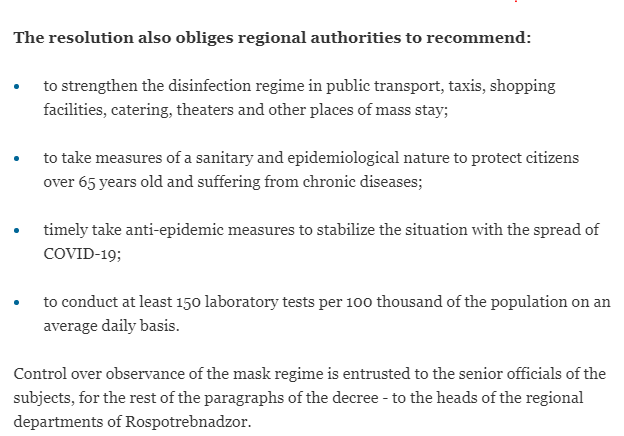 The resolution also obliges regional authorities to recommend:
• to strengthen the disinfection regime in public transport, taxis, shopping
facilities, catering, theaters and other places of mass stay;
• to take measures of a sanitary and epidemiological nature to protect citizens
over 65 years old and suffering from chronic diseases;
• timely take anti-epidemic measures to stabilize the situation with the spread of
COVID-19;
• to conduct at least 150 laboratory tests per 100 thousand of the population on an
average daily basis.
Control over observance of the mask regime is entrusted to the senior officials of the
subjects, for the rest of the paragraphs of the decree - to the heads of the regional
departments of Rospotrebnadzor.